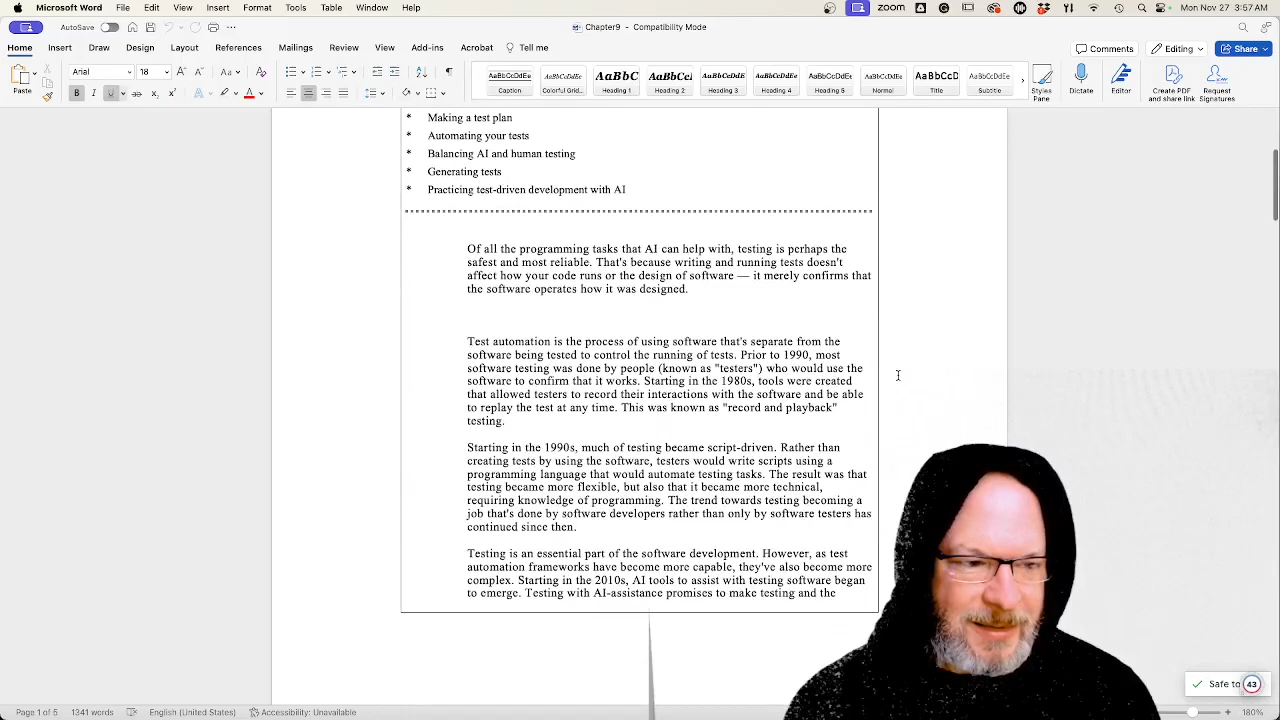 Microsoft Word File Edit View Insert Format Tools Table Window Help ZOOM Mon Nov 27 3:57 AM
AutoSave Chapter9 - Compatibility Mode
Home Insert Draw Design Layout References Mailings Review View Add-ins Acrobat Tell me Comments Editing Share
Paste Arial 18 AaBbCcDdEe AaBbCcDdEe AaBbC AaBbCcI AaBbCcDdEe AaBbCcDdEe AaBbCcDdEe AaBbCcDdEe AaBbCcD AaBbCcDdEe
Caption Colorful Grid... Heading 1 Heading 2 Heading 3 Heading 4 Heading 5 Normal Title Subtitle Styles Pane Dictate Editor Create PDF and share link Request Signatures
* Making a test plan
* Automating your tests
* Balancing AI and human testing
* Generating tests
* Practicing test-driven development with AI
Of all the programming tasks that AI can help with, testing is perhaps the
safest and most reliable. That's because writing and running tests doesn't
affect how your code runs or the design of software — it merely confirms that
the software operates how it was designed.
Test automation is the process of using software that's separate from the
software being tested to control the running of tests. Prior to 1990, most
software testing was done by people (known as "testers") who would use the
software to confirm that it works. Starting in the 1980s, tools were created
that allowed testers to record their interactions with the software and be able
to replay the test at any time. This was known as "record and playback"
testing.
Starting in the 1990s, much of testing became script-driven. Rather than
creating tests by using the software, testers would write scripts using a
programming language that would automate testing tasks. The result was that
testing became more flexible, but also that it became more technical,
requiring knowledge of programming. The trend towards testing becoming a
job that's done by software developers rather than only by software testers has
continued since then.
Testing is an essential part of the software development. However, as test
automation frameworks have become more capable, they've also become more
complex. Starting in the 2010s, AI tools to assist with testing software began
to emerge. Testing with AI-assistance promises to make testing and the
Safe to 43
Page 1 of 5 1341 words English (United States) Accessibility: Unavailable 180%